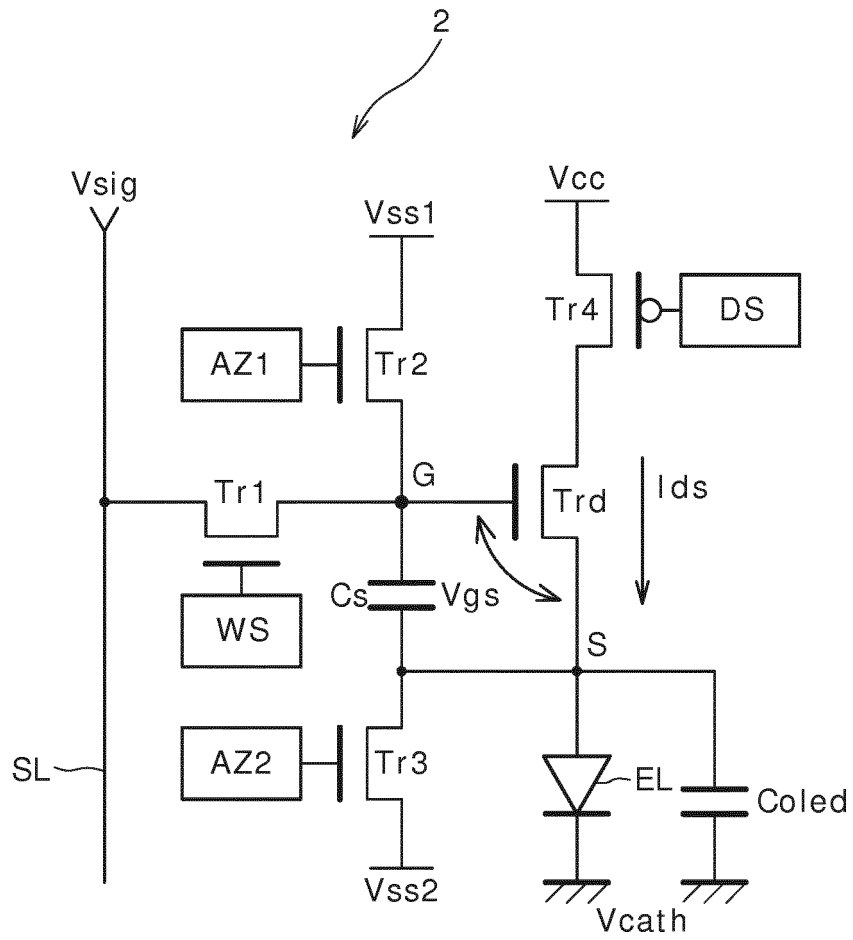 2
Vsig
Vcc
Vss1
Tr4
DS
AZ1
Tr2
G
Tr1
Trd
Ids
Cs
Vgs
WS
S
AZ2
Tr3
SL
EL
Coled
Vss2
Vcath